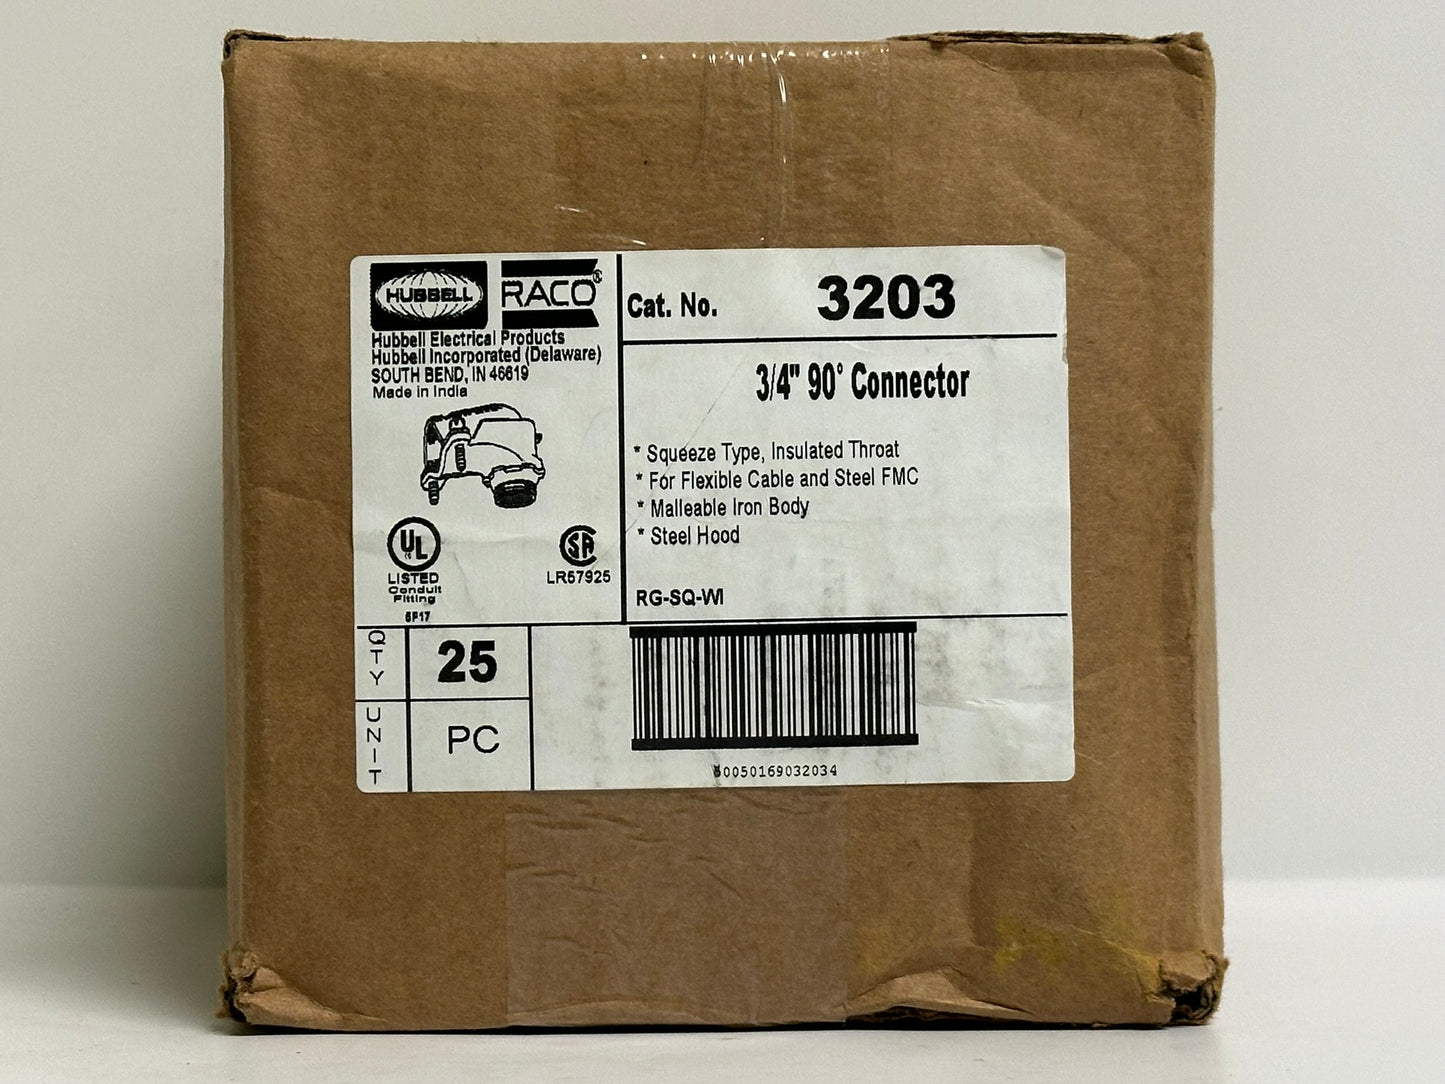 HUBBELL
RACO®
Hubbell Electrical Products
Hubbell Incorporated (Delaware)
SOUTH BEND, IN 46619
Made in India
UL
LISTED
Conduit
Fitting
SA
LR57925
Cat. No. 3203
3/4" 90° Connector
* Squeeze Type, Insulated Throat
* For Flexible Cable and Steel FMC
* Malleable Iron Body
* Steel Hood
RG-SQ-WI
QTY 25
UNIT PC
50050169032034